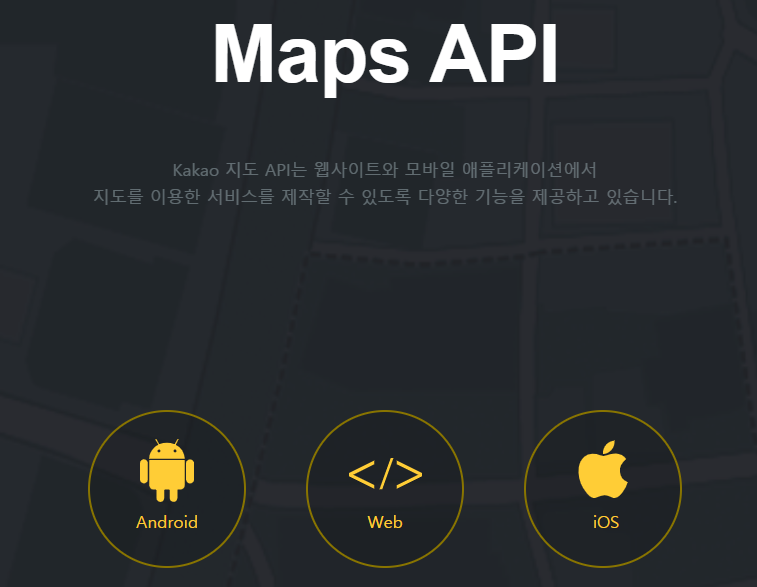 Maps API
Kakao 지도 API는 웹사이트와 모바일 애플리케이션에서
지도를 이용한 서비스를 제작할 수 있도록 다양한 기능을 제공하고 있습니다.
</>
Android
Web
iOS